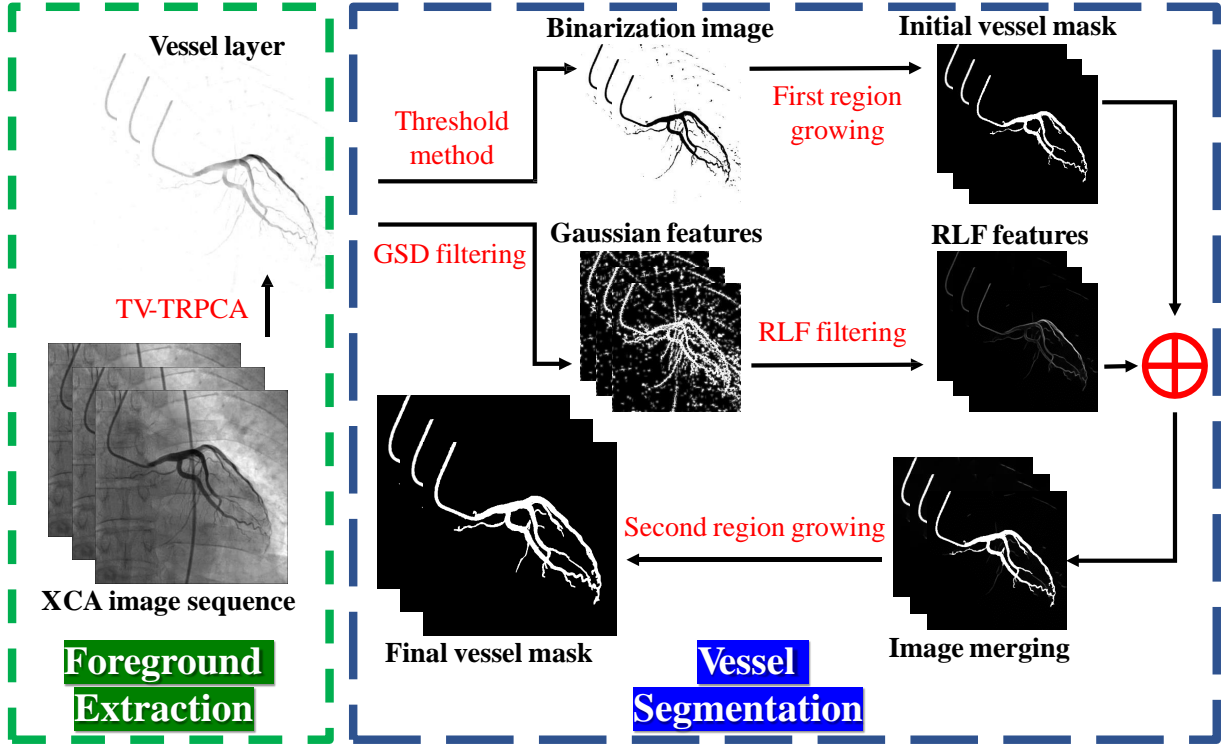 Vessel layer
TV-TRPCA
XCA image sequence
Foreground
Extraction
Binarization image
Initial vessel mask
Threshold
method
First region
growing
GSD filtering
Gaussian features
RLF features
RLF filtering
Second region growing
Final vessel mask
Image merging
Vessel
Segmentation